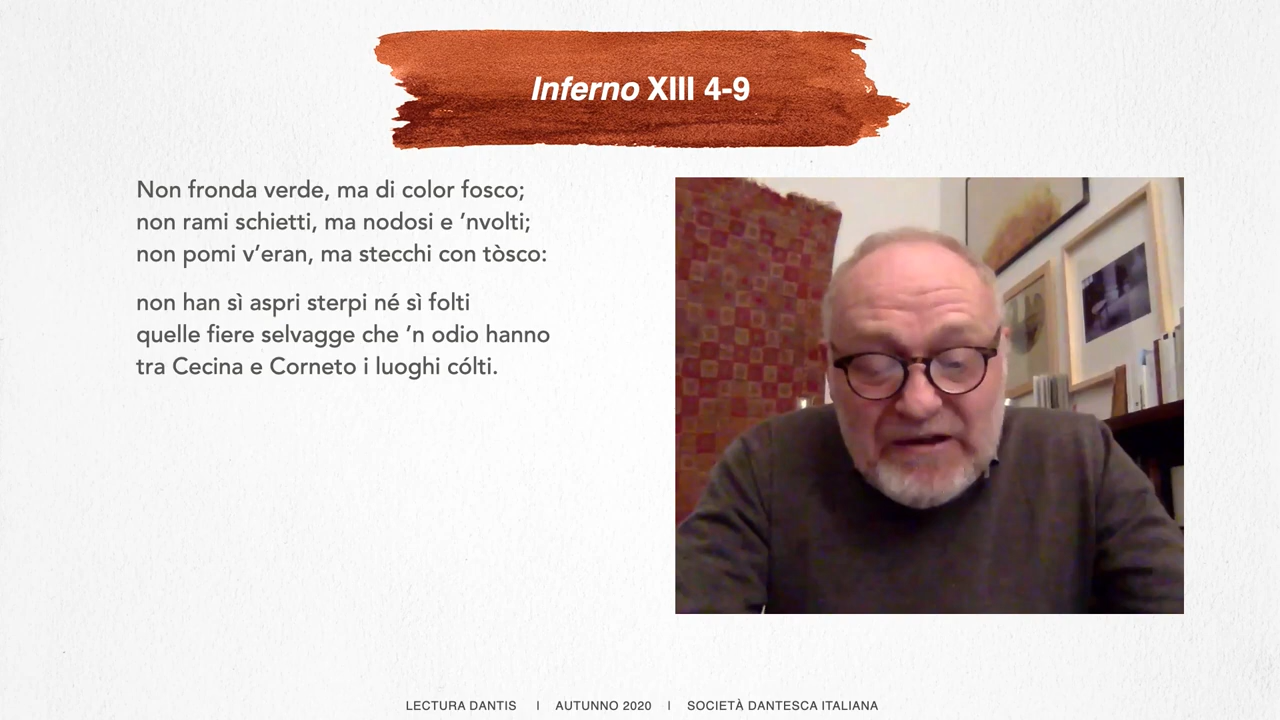 Inferno XIII 4-9
Non fronda verde, ma di color fosco;
non rami schietti, ma nodosi e ’nvolti;
non pomi v’eran, ma stecchi con tòsco:
non han sì aspri sterpi né sì folti
quelle fiere selvagge che ’n odio hanno
tra Cecina e Corneto i luoghi cólti.
LECTURA DANTIS | AUTUNNO 2020 | SOCIETÀ DANTESCA ITALIANA